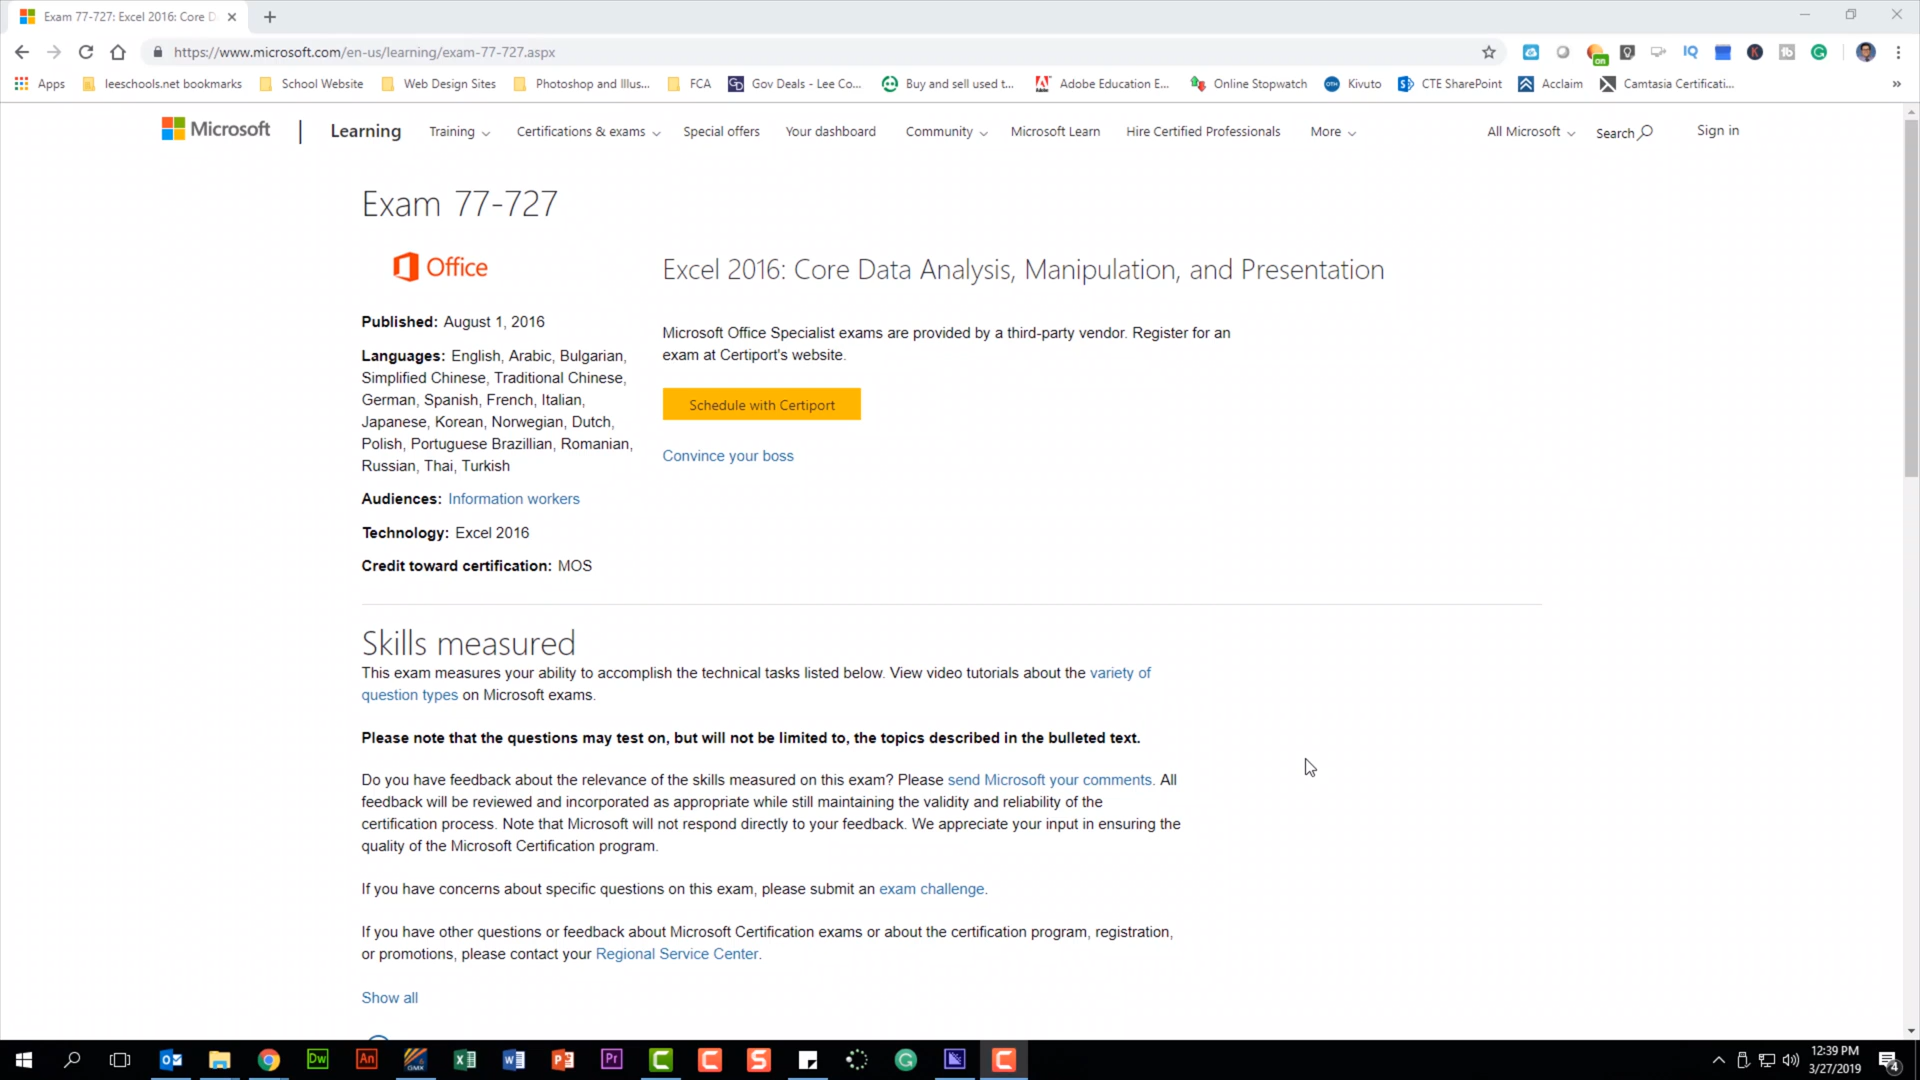 Exam 77-727: Excel 2016: Core D
https://www.microsoft.com/en-us/learning/exam-77-727.aspx
on
IQ
K
Apps
leeschools.net bookmarks
School Website
Web Design Sites
Photoshop and Illus...
FCA
Gov Deals - Lee Co...
Buy and sell used t...
Adobe Education E...
Online Stopwatch
Kivuto
CTE SharePoint
Acclaim
Camtasia Certificati...
»
Microsoft
Learning
Training
Certifications & exams
Special offers
Your dashboard
Community
Microsoft Learn
Hire Certified Professionals
More
All Microsoft
Search
Sign in
Exam 77-727
Office
Excel 2016: Core Data Analysis, Manipulation, and Presentation
Published: August 1, 2016
Languages: English, Arabic, Bulgarian,
Simplified Chinese, Traditional Chinese,
German, Spanish, French, Italian,
Japanese, Korean, Norwegian, Dutch,
Polish, Portuguese Brazillian, Romanian,
Russian, Thai, Turkish
Audiences: Information workers
Technology: Excel 2016
Credit toward certification: MOS
Microsoft Office Specialist exams are provided by a third-party vendor. Register for an
exam at Certiport's website.
Schedule with Certiport
Convince your boss
Skills measured
This exam measures your ability to accomplish the technical tasks listed below. View video tutorials about the variety of
question types on Microsoft exams.
Please note that the questions may test on, but will not be limited to, the topics described in the bulleted text.
Do you have feedback about the relevance of the skills measured on this exam? Please send Microsoft your comments. All
feedback will be reviewed and incorporated as appropriate while still maintaining the validity and reliability of the
certification process. Note that Microsoft will not respond directly to your feedback. We appreciate your input in ensuring the
quality of the Microsoft Certification program.
If you have concerns about specific questions on this exam, please submit an exam challenge.
If you have other questions or feedback about Microsoft Certification exams or about the certification program, registration,
or promotions, please contact your Regional Service Center.
Show all
Dw
An
GMX
Pr
12:39 PM
3/27/2019
4